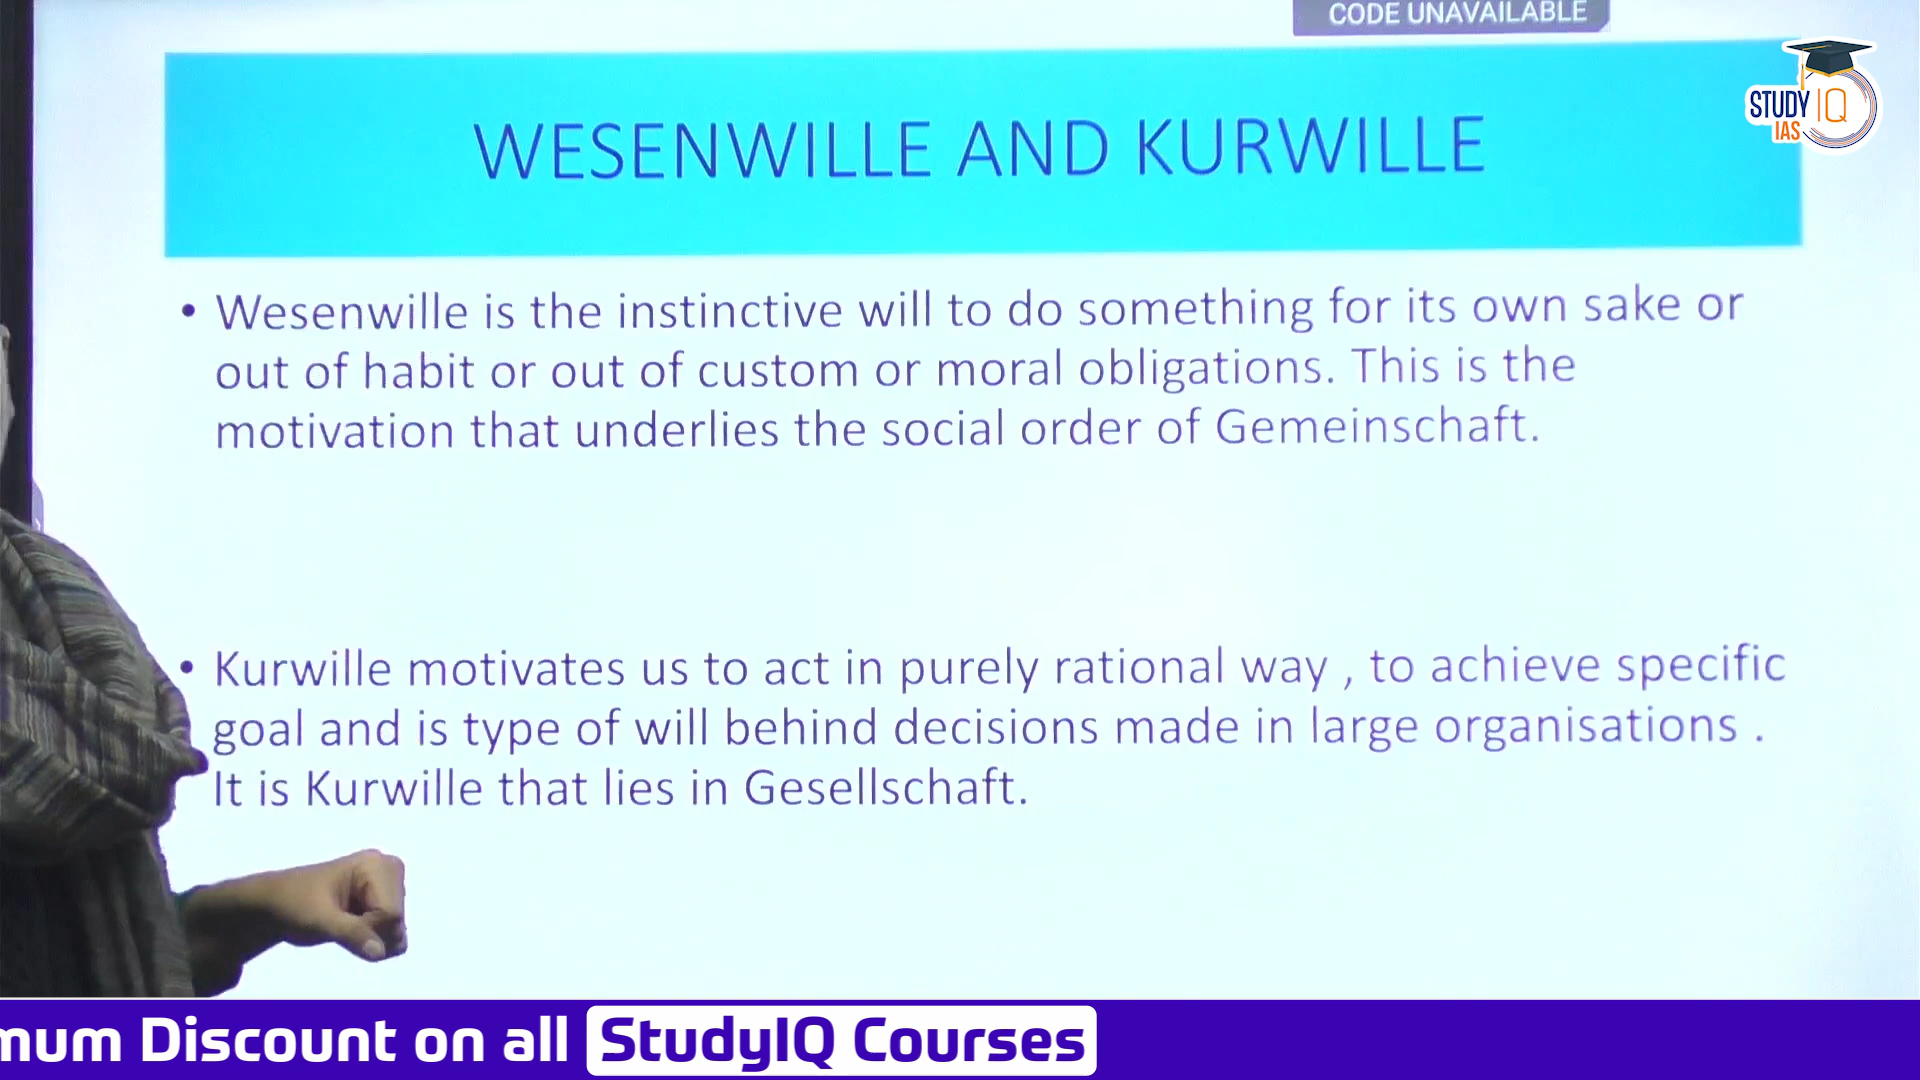 CODE UNAVAILABLE
STUDY IQ
IAS
WESENWILLE AND KURWILLE
• Wesenwille is the instinctive will to do something for its own sake or
out of habit or out of custom or moral obligations. This is the
motivation that underlies the social order of Gemeinschaft.
• Kurwille motivates us to act in purely rational way , to achieve specific
goal and is type of will behind decisions made in large organisations .
It is Kurwille that lies in Gesellschaft.
mum Discount on all StudyIQ Courses